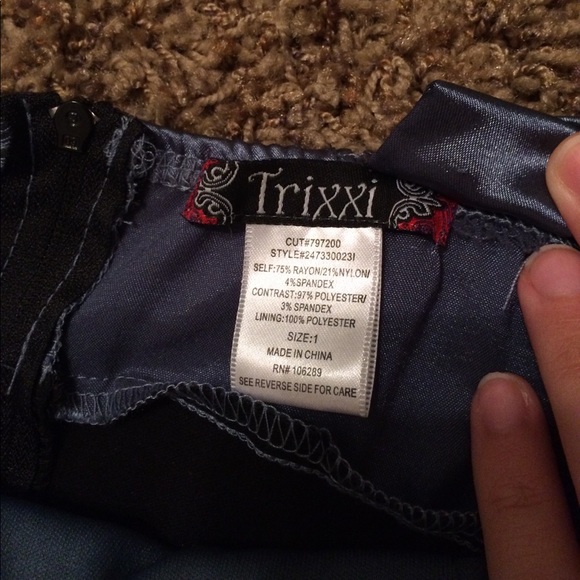 Trixxi
CUT#797200
STYLE#247330023I
SELF:75% RAYON/21%NYLON/
4%SPANDEX
CONTRAST:97% POLYESTER/
3% SPANDEX
LINING:100% POLYESTER
SIZE:1
MADE IN CHINA
RN# 106289
SEE REVERSE SIDE FOR CARE